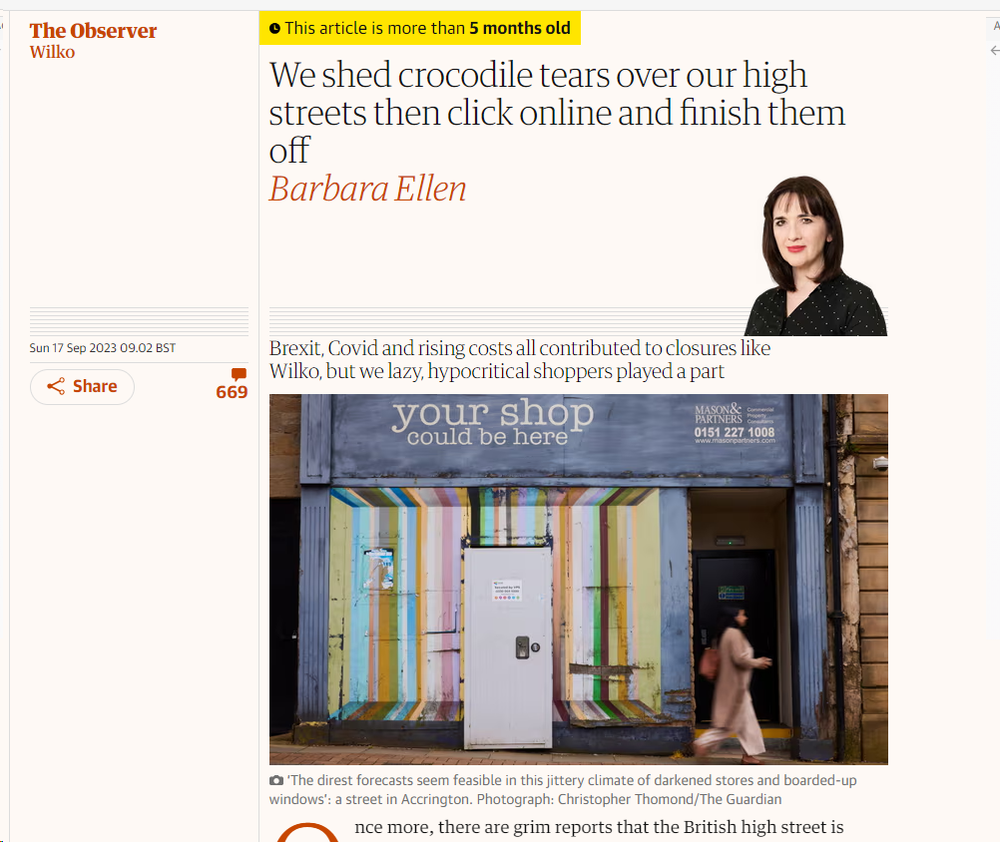 The Observer
Wilko
This article is more than 5 months old
We shed crocodile tears over our high
streets then click online and finish them
off
Barbara Ellen
Sun 17 Sep 2023 09.02 BST
Share
669
Brexit, Covid and rising costs all contributed to closures like
Wilko, but we lazy, hypocritical shoppers played a part
your shop
could be here
MASON&
PARTNERS
Commercial
Property
Consultants
0151 227 1008
www.masonpartners.com
'The direst forecasts seem feasible in this jittery climate of darkened stores and boarded-up
windows': a street in Accrington. Photograph: Christopher Thomond/The Guardian
Once more, there are grim reports that the British high street is